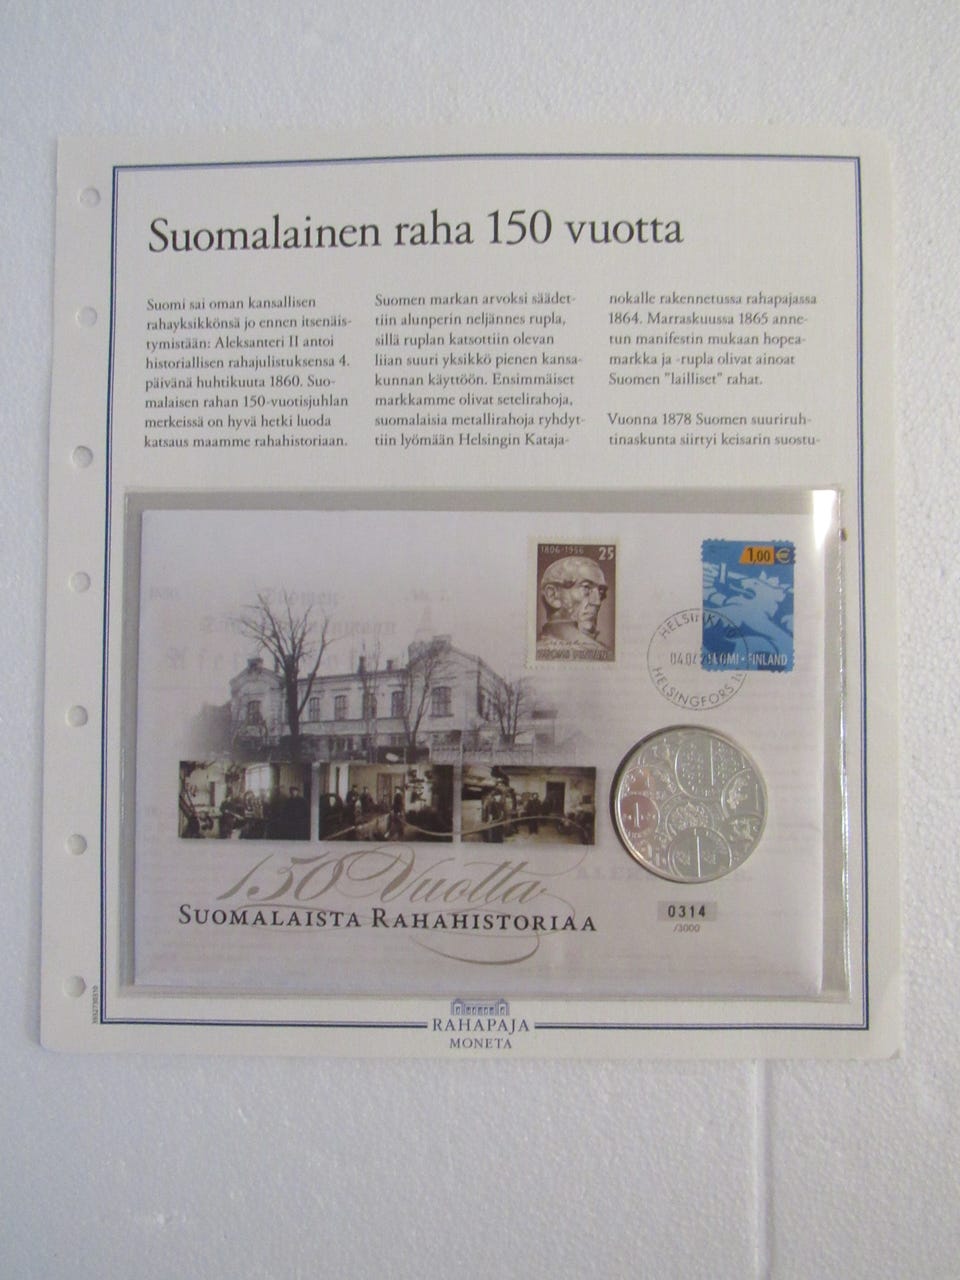 Suomalainen raha 150 vuotta
Suomi sai oman kansallisen
rahayksikkönsä jo ennen itsenäis-
tymistään: Aleksanteri II antoi
historiallisen rahajulistuksensa 4.
päivänä huhtikuuta 1860. Suo-
malaisen rahan 150-vuotisjuhlan
merkeissä on hyvä hetki luoda
katsaus maamme rahahistoriaan.
Suomen markan arvoksi säädet-
tiin alunperin neljännes rupla,
sillä ruplan katsottiin olevan
liian suuri yksikkö pienen kansa-
kunnan käyttöön. Ensimmäiset
markkamme olivat setelirahoja,
suomalaisia metallirahoja ryhdyt-
tiin lyömään Helsingin Kataja-
nokalle rakennetussa rahapajassa
1864. Marraskuussa 1865 anne-
tun manifestin mukaan hopea-
markka ja -rupla olivat ainoat
Suomen "lailliset" rahat.
Vuonna 1878 Suomen suuriruh-
tinaskunta siirtyi keisarin suostu-
1806-1956 25
SUOMI FINLAND
1,00 €
SUOMI • FINLAND
HELSINKI
04.04
HELSINGFORS
150 Vuotta
SUOMALAISTA RAHAHISTORIAA
0314
/3000
RAHAPAJA
MONETA